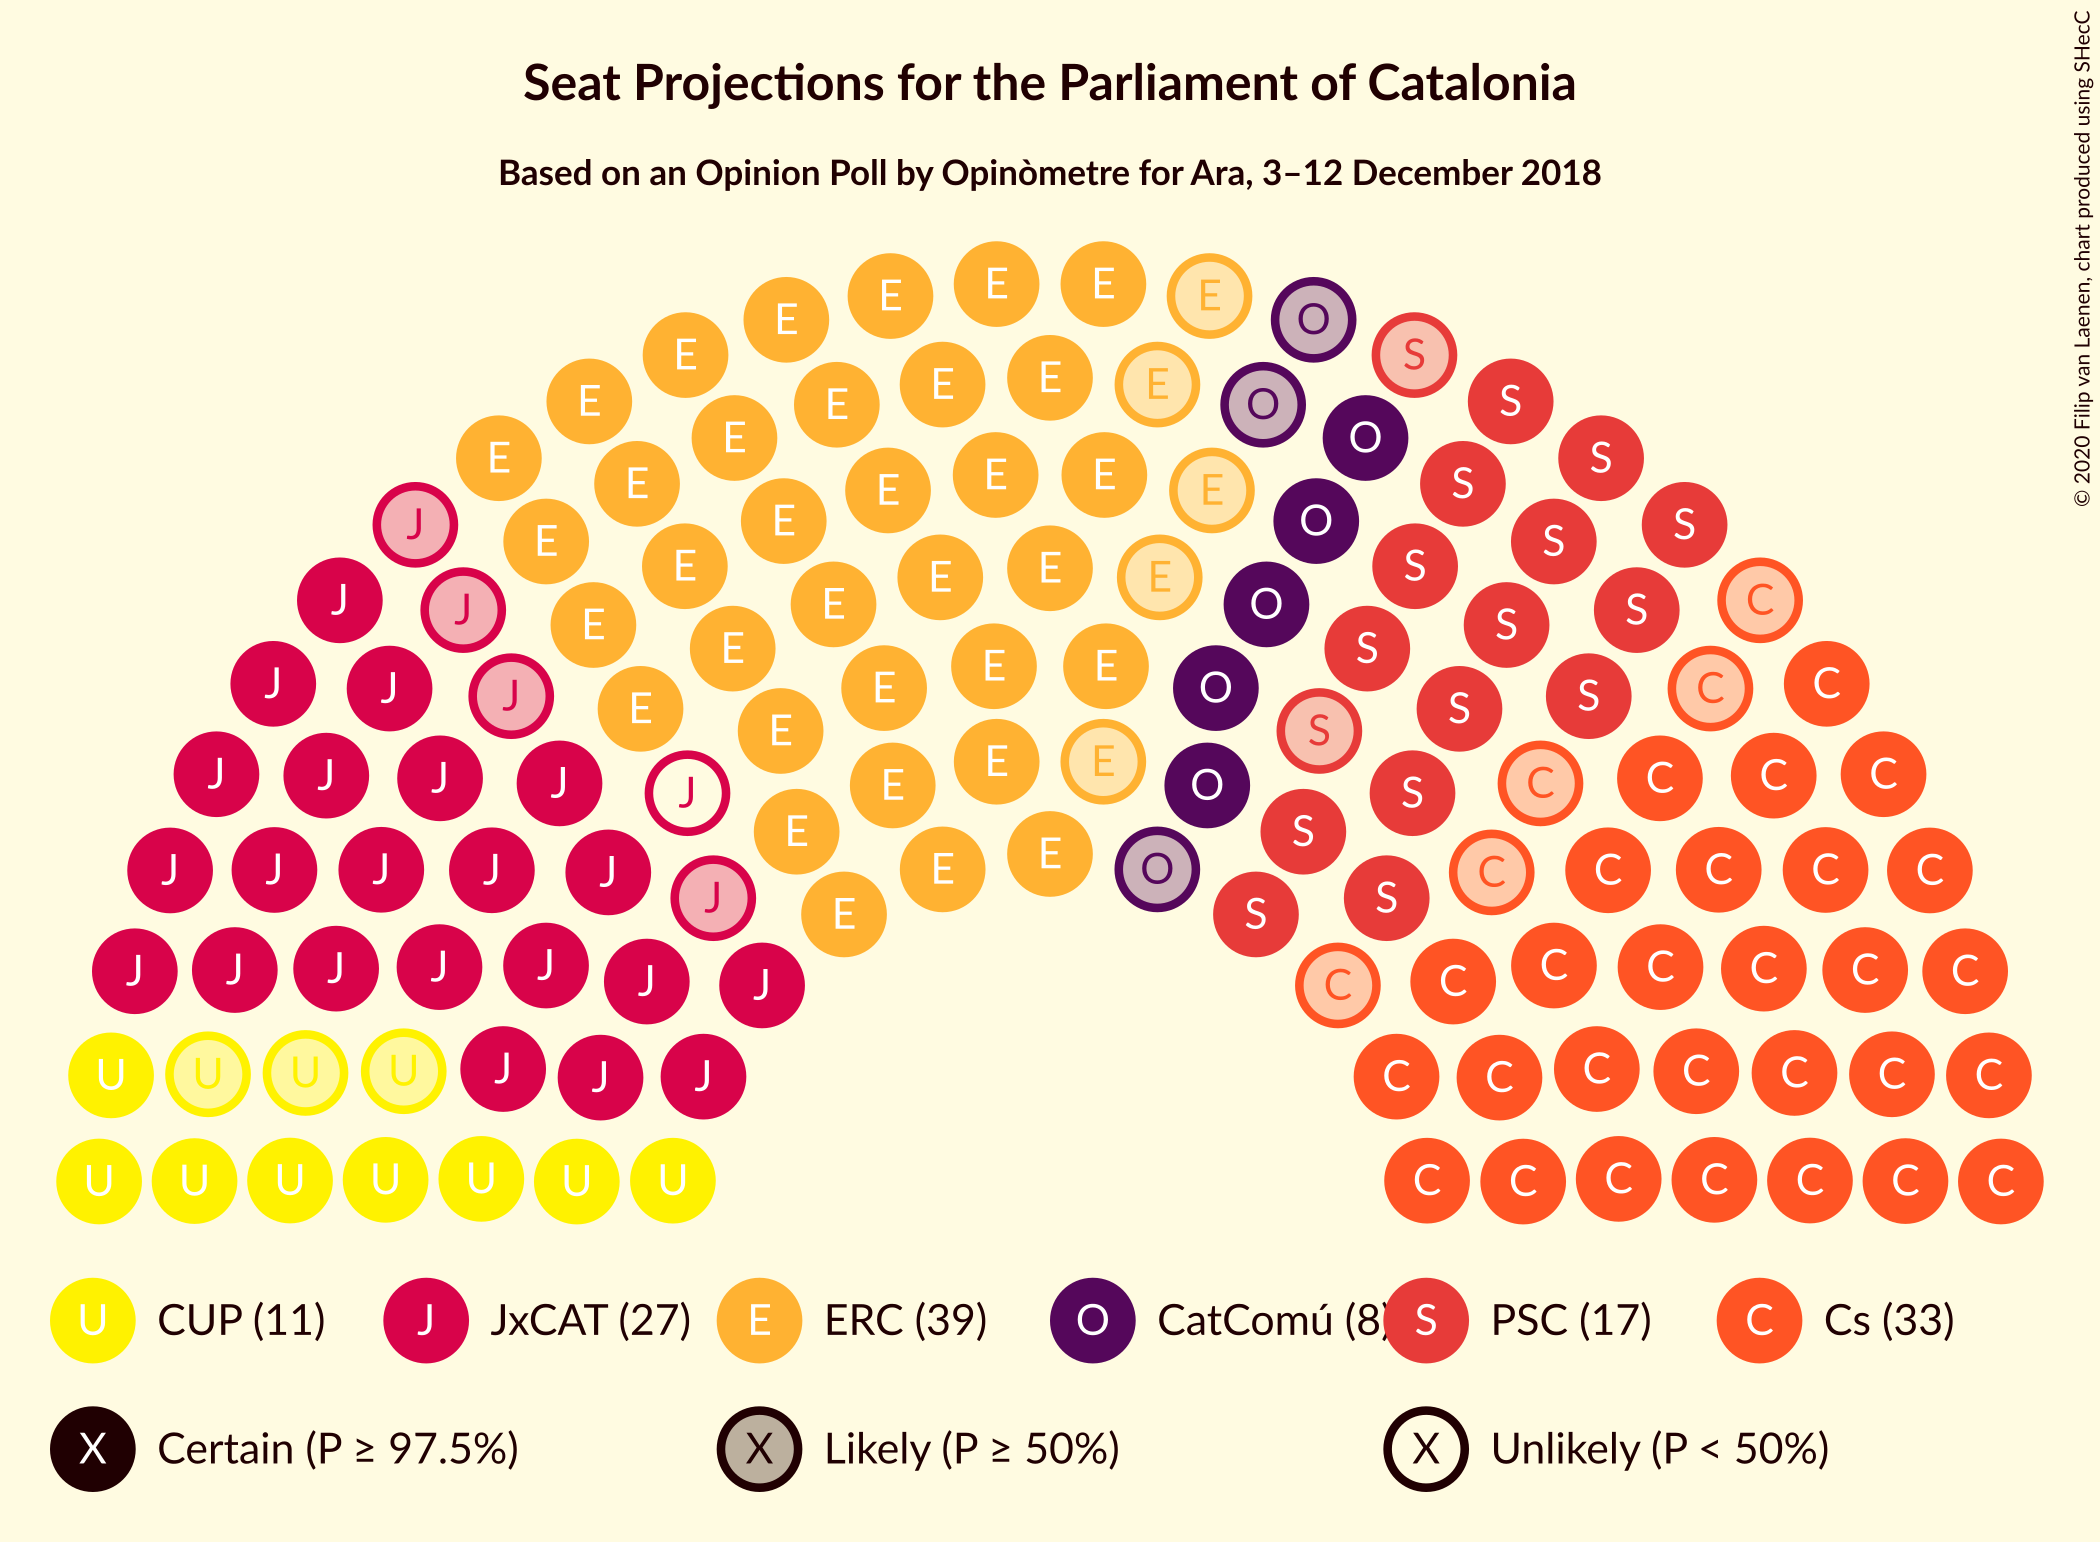 Seat Projections for the Parliament of Catalonia
Based on an Opinion Poll by Opinòmetre for Ara, 3–12 December 2018
© 2020 Filip van Laenen, chart produced using SHecC
E E E O S
E E E E E E O O S S
E E E E E E O S S
J E E E E E E O S S S
J J E E E E E O S S S C
J J J E E E E E O S S S C C
J J J J J E E E E O S S C C C C
J J J J J J E E E O S S C C C C C
J J J J J J J C C C C C C C
U U U U J J J C C C C C C C
U U U U U U U C C C C C C C
U CUP (11) J JxCAT (27) E ERC (39) O CatComú (8) S PSC (17) C Cs (33)
X Certain (P ≥ 97.5%) X Likely (P ≥ 50%) X Unlikely (P < 50%)